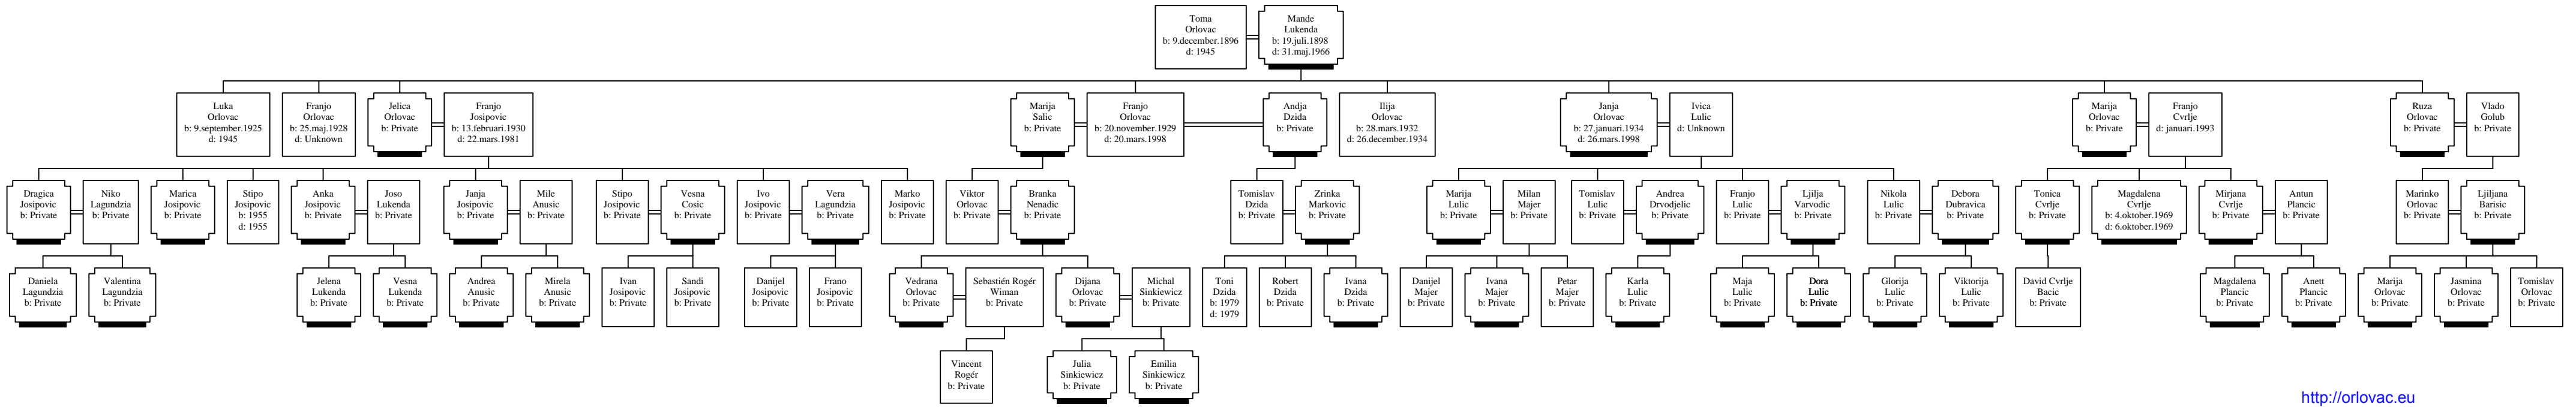 Toma
Orlovac
b: 9.december.1896
d: 1945
Mande
Lukenda
b: 19.juli.1898
d: 31.maj.1966
Luka
Orlovac
b: 9.september.1925
d: 1945
Franjo
Orlovac
b: 25.maj.1928
d: Unknown
Jelica
Orlovac
b: Private
Franjo
Josipovic
b: 13.februari.1930
d: 22.mars.1981
Marija
Salic
b: Private
Franjo
Orlovac
b: 20.november.1929
d: 20.mars.1998
Andja
Dzida
b: Private
Ilija
Orlovac
b: 28.mars.1932
d: 26.december.1934
Janja
Orlovac
b: 27.januari.1934
d: 26.mars.1998
Ivica
Lulic
d: Unknown
Marija
Orlovac
b: Private
Franjo
Cvrlje
d: januari.1993
Ruza
Orlovac
b: Private
Vlado
Golub
b: Private
Dragica
Josipovic
b: Private
Niko
Lagundzia
b: Private
Marica
Josipovic
b: Private
Stipo
Josipovic
b: 1955
d: 1955
Anka
Josipovic
b: Private
Joso
Lukenda
b: Private
Janja
Josipovic
b: Private
Mile
Anusic
b: Private
Stipo
Josipovic
b: Private
Vesna
Cosic
b: Private
Ivo
Josipovic
b: Private
Vera
Lagundzia
b: Private
Marko
Josipovic
b: Private
Viktor
Orlovac
b: Private
Branka
Nenadic
b: Private
Tomislav
Dzida
b: Private
Zrinka
Markovic
b: Private
Marija
Lulic
b: Private
Milan
Majer
b: Private
Tomislav
Lulic
b: Private
Andrea
Drvodjelic
b: Private
Franjo
Lulic
b: Private
Ljilja
Varvodic
b: Private
Nikola
Lulic
b: Private
Debora
Dubravica
b: Private
Tonica
Cvrlje
b: Private
Magdalena
Cvrlje
b: 4.oktober.1969
d: 6.oktober.1969
Mirjana
Cvrlje
b: Private
Antun
Plancic
b: Private
Marinko
Orlovac
b: Private
Ljiljana
Barisic
b: Private
Daniela
Lagundzia
b: Private
Valentina
Lagundzia
b: Private
Jelena
Lukenda
b: Private
Vesna
Lukenda
b: Private
Andrea
Anusic
b: Private
Mirela
Anusic
b: Private
Ivan
Josipovic
b: Private
Sandi
Josipovic
b: Private
Danijel
Josipovic
b: Private
Frano
Josipovic
b: Private
Vedrana
Orlovac
b: Private
Sebastién Rogér
Wiman
b: Private
Dijana
Orlovac
b: Private
Michal
Sinkiewicz
b: Private
Toni
Dzida
b: 1979
d: 1979
Robert
Dzida
b: Private
Ivana
Dzida
b: Private
Danijel
Majer
b: Private
Ivana
Majer
b: Private
Petar
Majer
b: Private
Karla
Lulic
b: Private
Maja
Lulic
b: Private
Dora
Lulic
b: Private
Glorija
Lulic
b: Private
Viktorija
Lulic
b: Private
David Cvrlje
Bacic
b: Private
Magdalena
Plancic
b: Private
Anett
Plancic
b: Private
Marija
Orlovac
b: Private
Jasmina
Orlovac
b: Private
Tomislav
Orlovac
b: Private
Vincent
Rogér
b: Private
Julia
Sinkiewicz
b: Private
Emilia
Sinkiewicz
b: Private
http://orlovac.eu